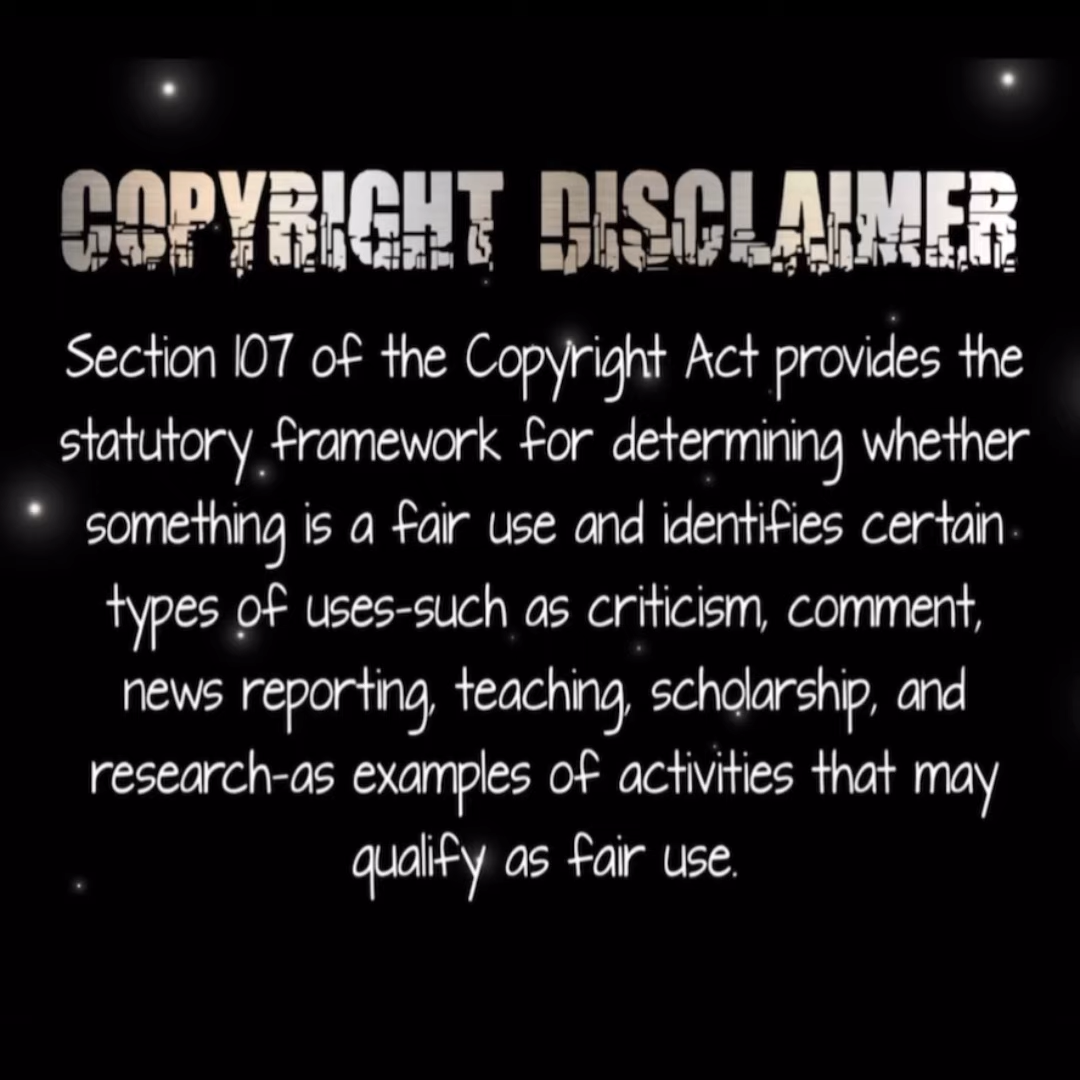 COPYRIGHT DISCLAIMER
Section 107 of the Copyright Act provides the
statutory framework for determining whether
something is a fair use and identifies certain
types of uses-such as criticism, comment,
news reporting, teaching, scholarship, and
research-as examples of activities that may
qualify as fair use.